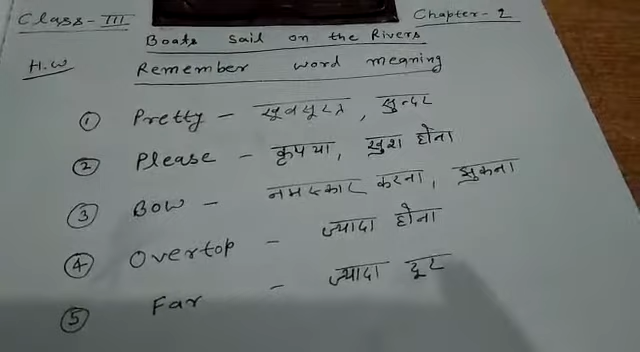 Class - III Chapter - 2
Boats sail on the Rivers
H.W Remember word meaning
① Pretty - खूबसूरत, सुन्दर
② Please - कृपया, खुश होना
③ Bow - नमस्कार करना, झुकना
④ Overtop - ज्यादा होना
⑤ Far - ज्यादा दूर